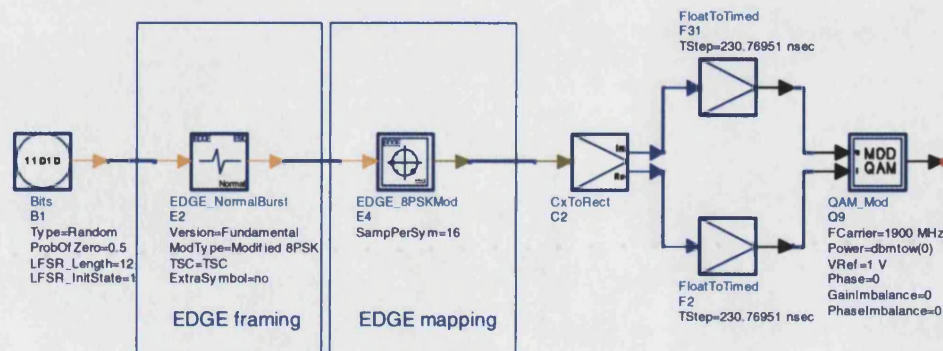 FloatToTimed
F31
TStep=230.76951 nsec
11010
Bits
B1
Type=Random
ProbOf Zero=0.5
LFSR_Length=12
LFSR_InitState=1
EDGE
Normal
EDGE_NormalBurst
E2
Version=Fundamental
ModType=Modified 8PSK
TSC=TSC
ExtraSymbol=no
EDGE framing
EDGE_8PSKMod
E4
SampPerSym=16
EDGE mapping
Im
Re
CxToRect
C2
FloatToTimed
F2
TStep=230.76951 nsec
MOD
QAM
QAM_Mod
Q9
FCarrier=1900 MHz
Power=dbmtow(0)
VRef=1 V
Phase=0
GainImbalance=0
PhaseImbalance=0